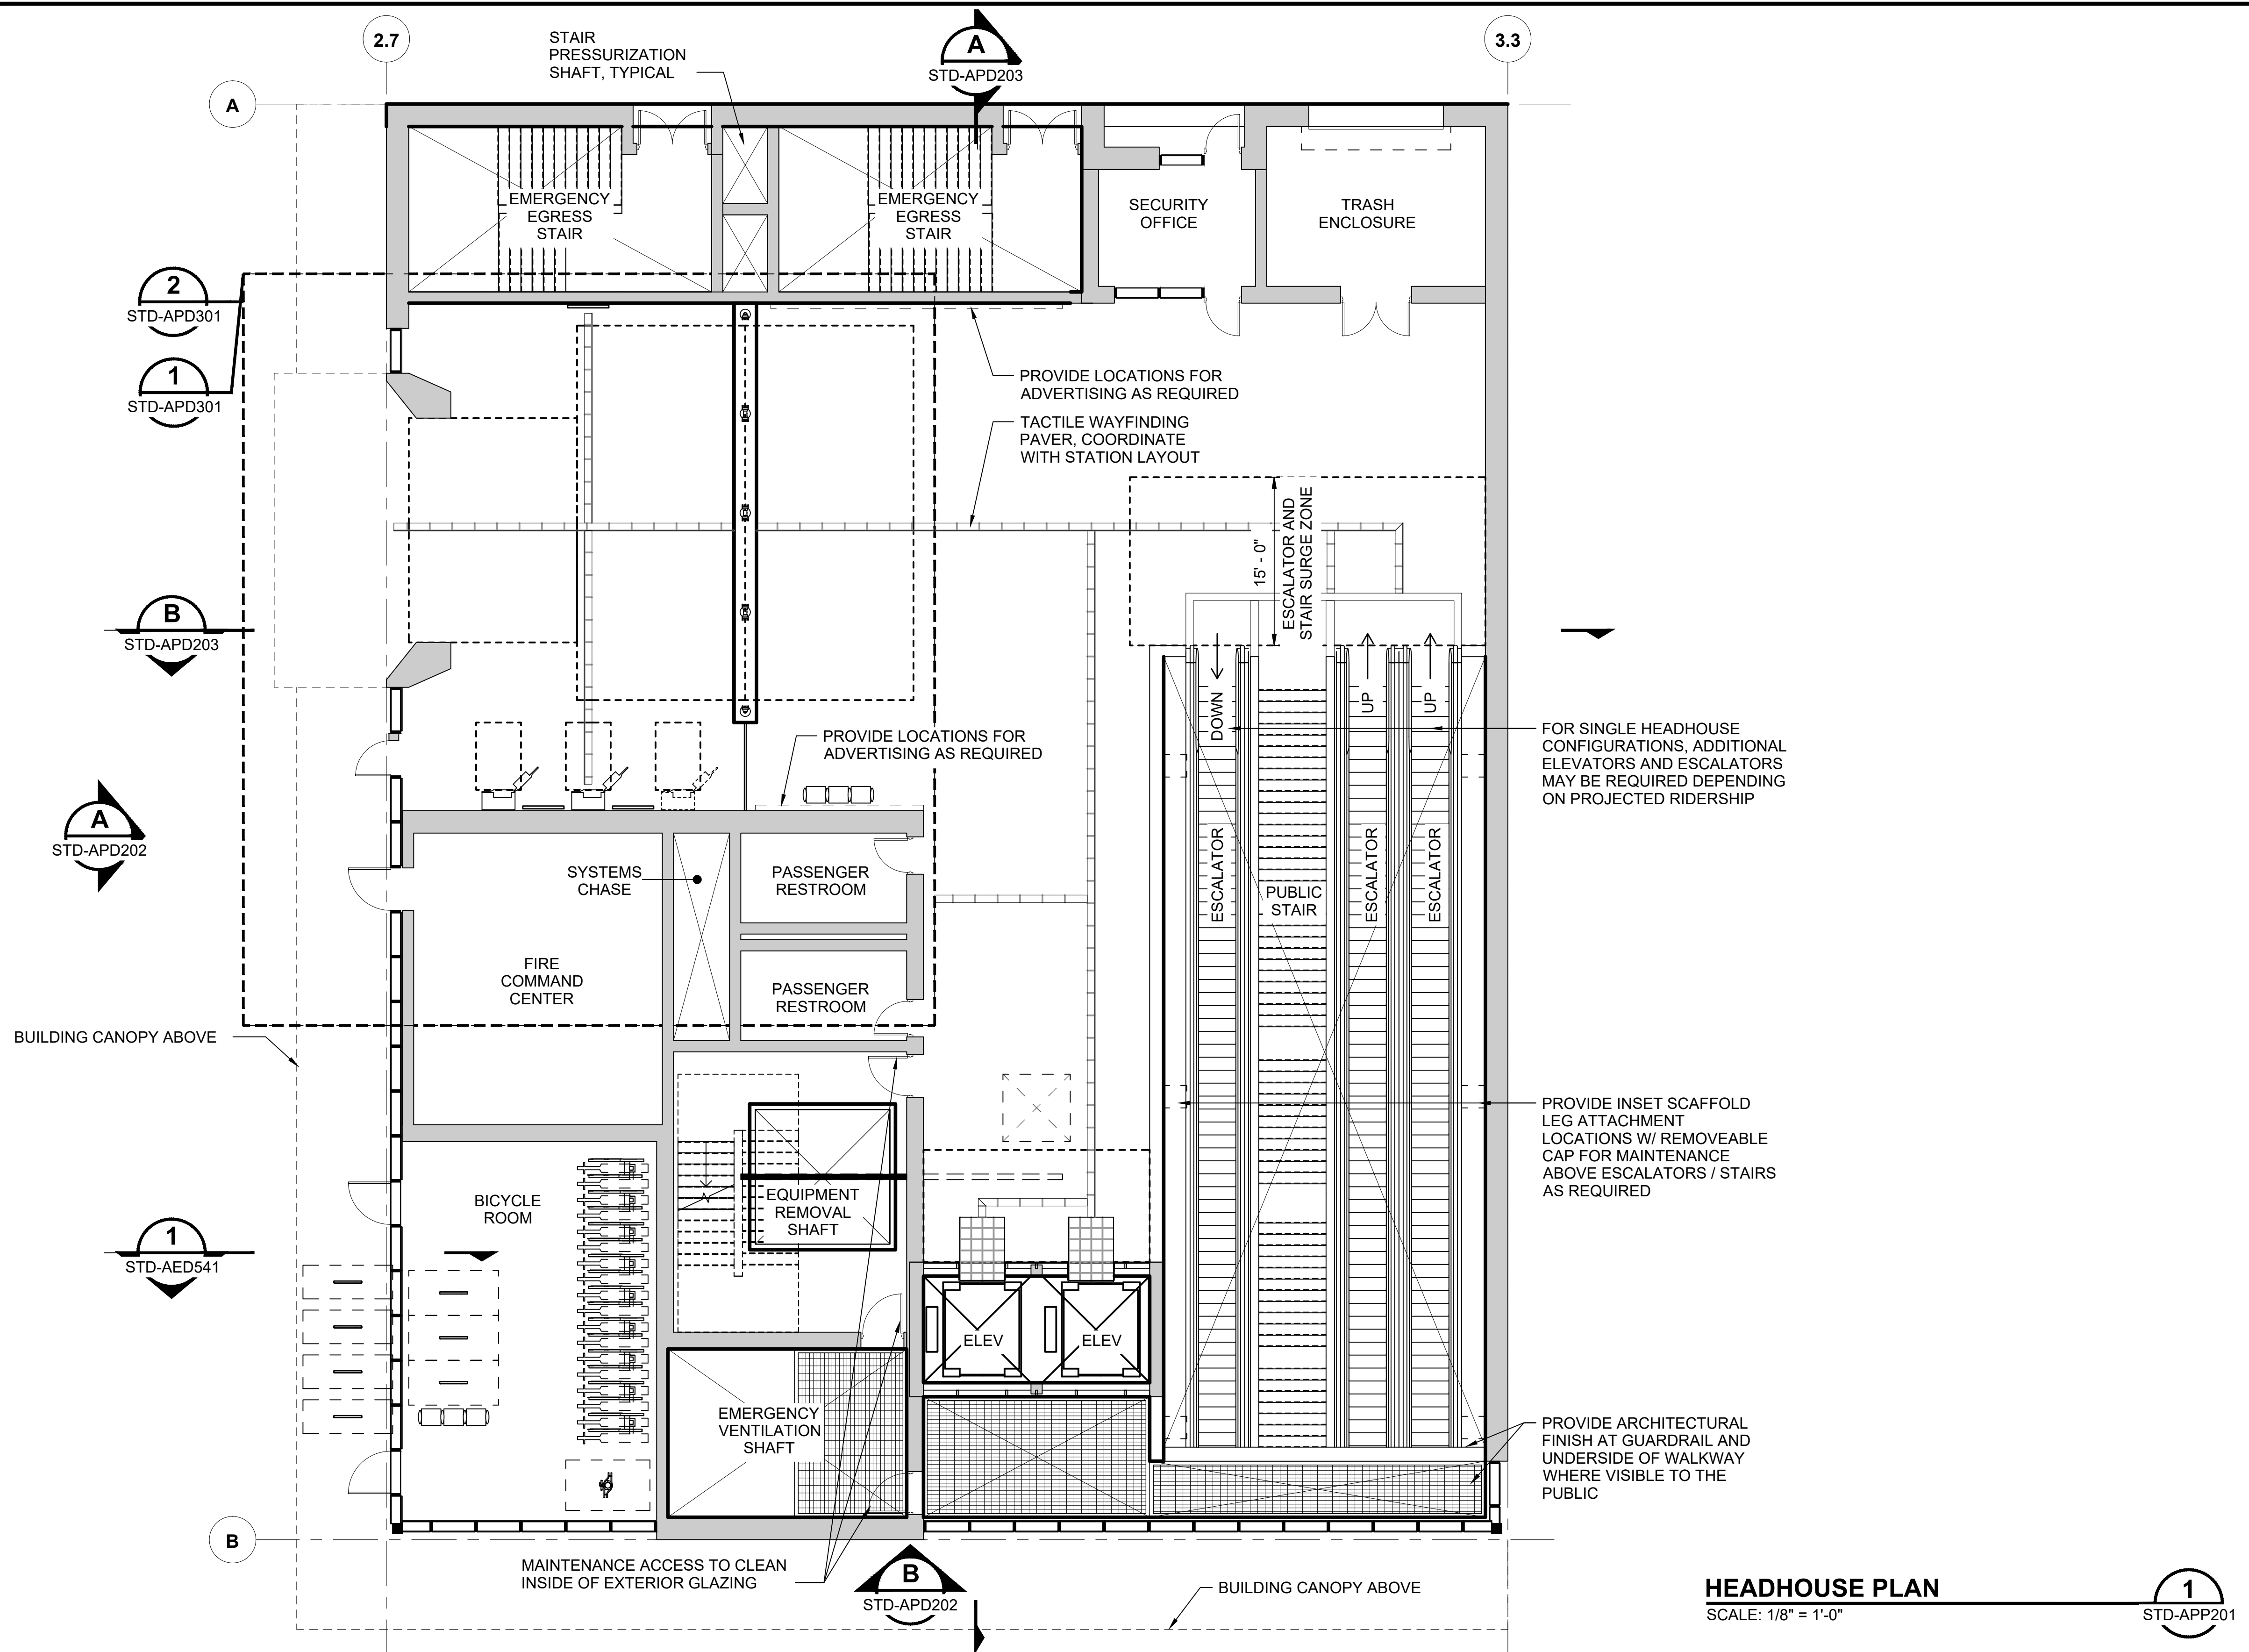 2.7
STAIR
PRESSURIZATION
SHAFT, TYPICAL
A
STD-APD203
3.3
A
EMERGENCY
EGRESS
STAIR
EMERGENCY
EGRESS
STAIR
SECURITY
OFFICE
TRASH
ENCLOSURE
2
STD-APD301
1
STD-APD301
PROVIDE LOCATIONS FOR
ADVERTISING AS REQUIRED
TACTILE WAYFINDING
PAVER, COORDINATE
WITH STATION LAYOUT
15' - 0"
ESCALATOR AND
STAIR SURGE ZONE
B
STD-APD203
DOWN
UP
UP
PROVIDE LOCATIONS FOR
ADVERTISING AS REQUIRED
FOR SINGLE HEADHOUSE
CONFIGURATIONS, ADDITIONAL
ELEVATORS AND ESCALATORS
MAY BE REQUIRED DEPENDING
ON PROJECTED RIDERSHIP
A
STD-APD202
SYSTEMS
CHASE
PASSENGER
RESTROOM
ESCALATOR
PUBLIC
STAIR
ESCALATOR
ESCALATOR
FIRE
COMMAND
CENTER
PASSENGER
RESTROOM
BUILDING CANOPY ABOVE
PROVIDE INSET SCAFFOLD
LEG ATTACHMENT
LOCATIONS W/ REMOVEABLE
CAP FOR MAINTENANCE
ABOVE ESCALATORS / STAIRS
AS REQUIRED
BICYCLE
ROOM
EQUIPMENT
REMOVAL
SHAFT
1
STD-AED541
ELEV
ELEV
EMERGENCY
VENTILATION
SHAFT
PROVIDE ARCHITECTURAL
FINISH AT GUARDRAIL AND
UNDERSIDE OF WALKWAY
WHERE VISIBLE TO THE
PUBLIC
B
MAINTENANCE ACCESS TO CLEAN
INSIDE OF EXTERIOR GLAZING
B
STD-APD202
BUILDING CANOPY ABOVE
HEADHOUSE PLAN
SCALE: 1/8" = 1'-0"
1
STD-APP201